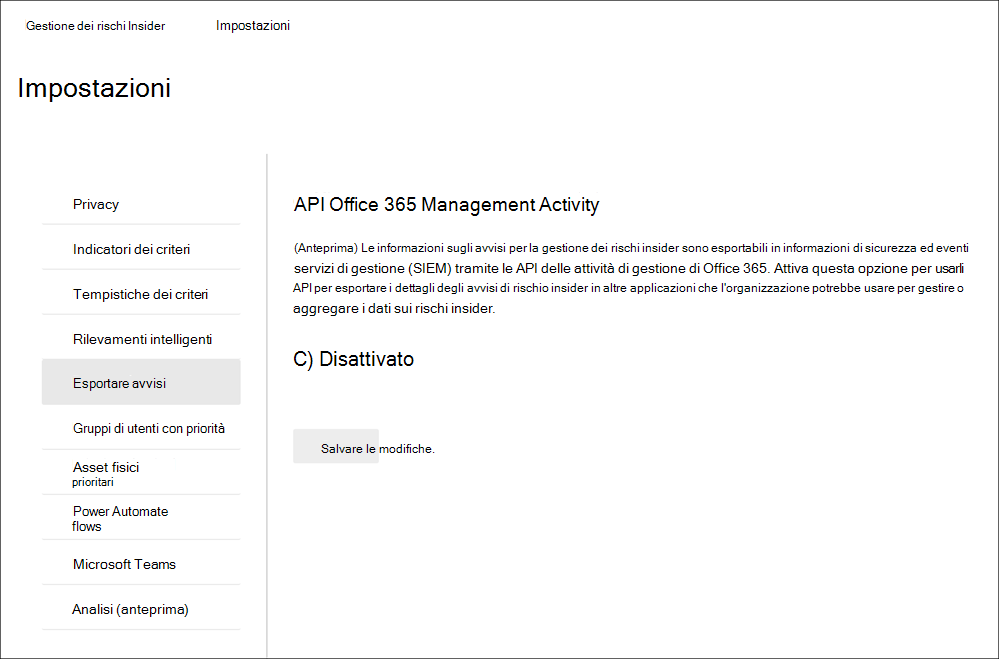 Gestione dei rischi Insider
Impostazioni
Impostazioni
Privacy
Indicatori dei criteri
Tempistiche dei criteri
Rilevamenti intelligenti
Esportare avvisi
Gruppi di utenti con priorità
Asset fisici
prioritari
Power Automate
flows
Microsoft Teams
Analisi (anteprima)
API Office 365 Management Activity
(Anteprima) Le informazioni sugli avvisi per la gestione dei rischi insider sono esportabili in informazioni di sicurezza ed eventi
servizi di gestione (SIEM) tramite le API delle attività di gestione di Office 365. Attiva questa opzione per usarli
API per esportare i dettagli degli avvisi di rischio insider in altre applicazioni che l'organizzazione potrebbe usare per gestire o
aggregare i dati sui rischi insider.
C) Disattivato
Salvare le modifiche.